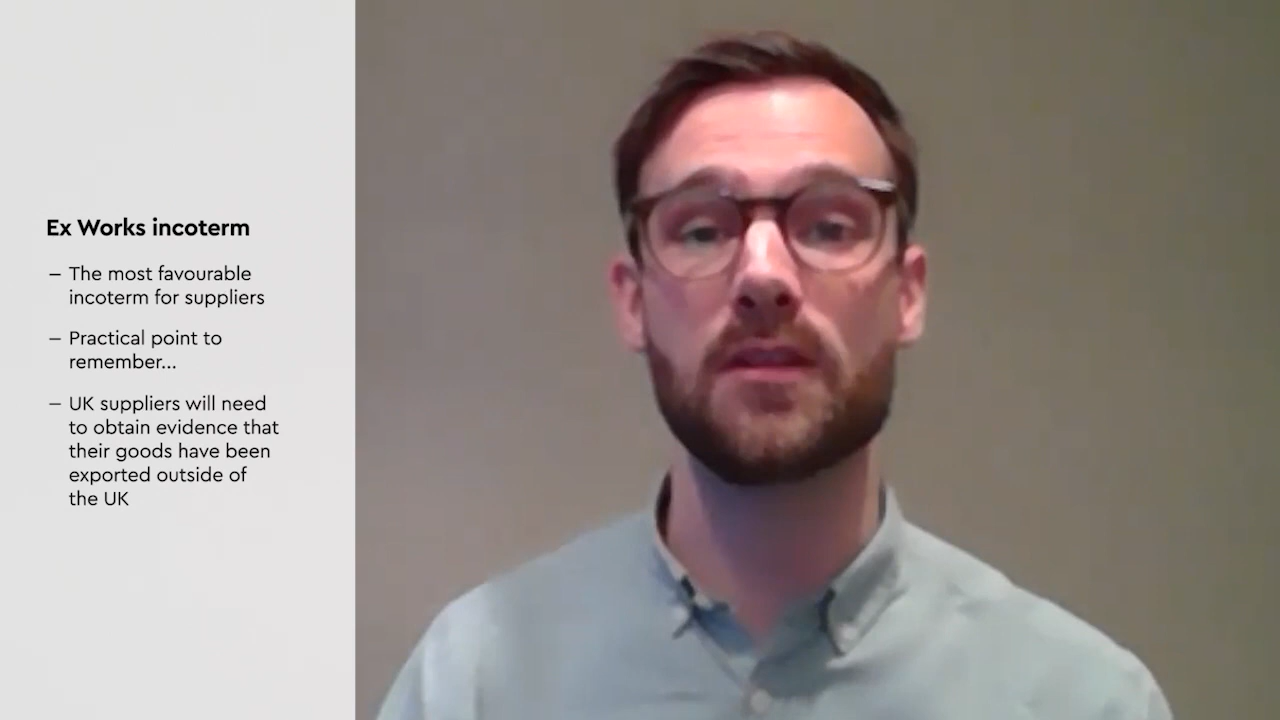 Ex Works incoterm
– The most favourable
incoterm for suppliers
– Practical point to
remember...
– UK suppliers will need
to obtain evidence that
their goods have been
exported outside of
the UK